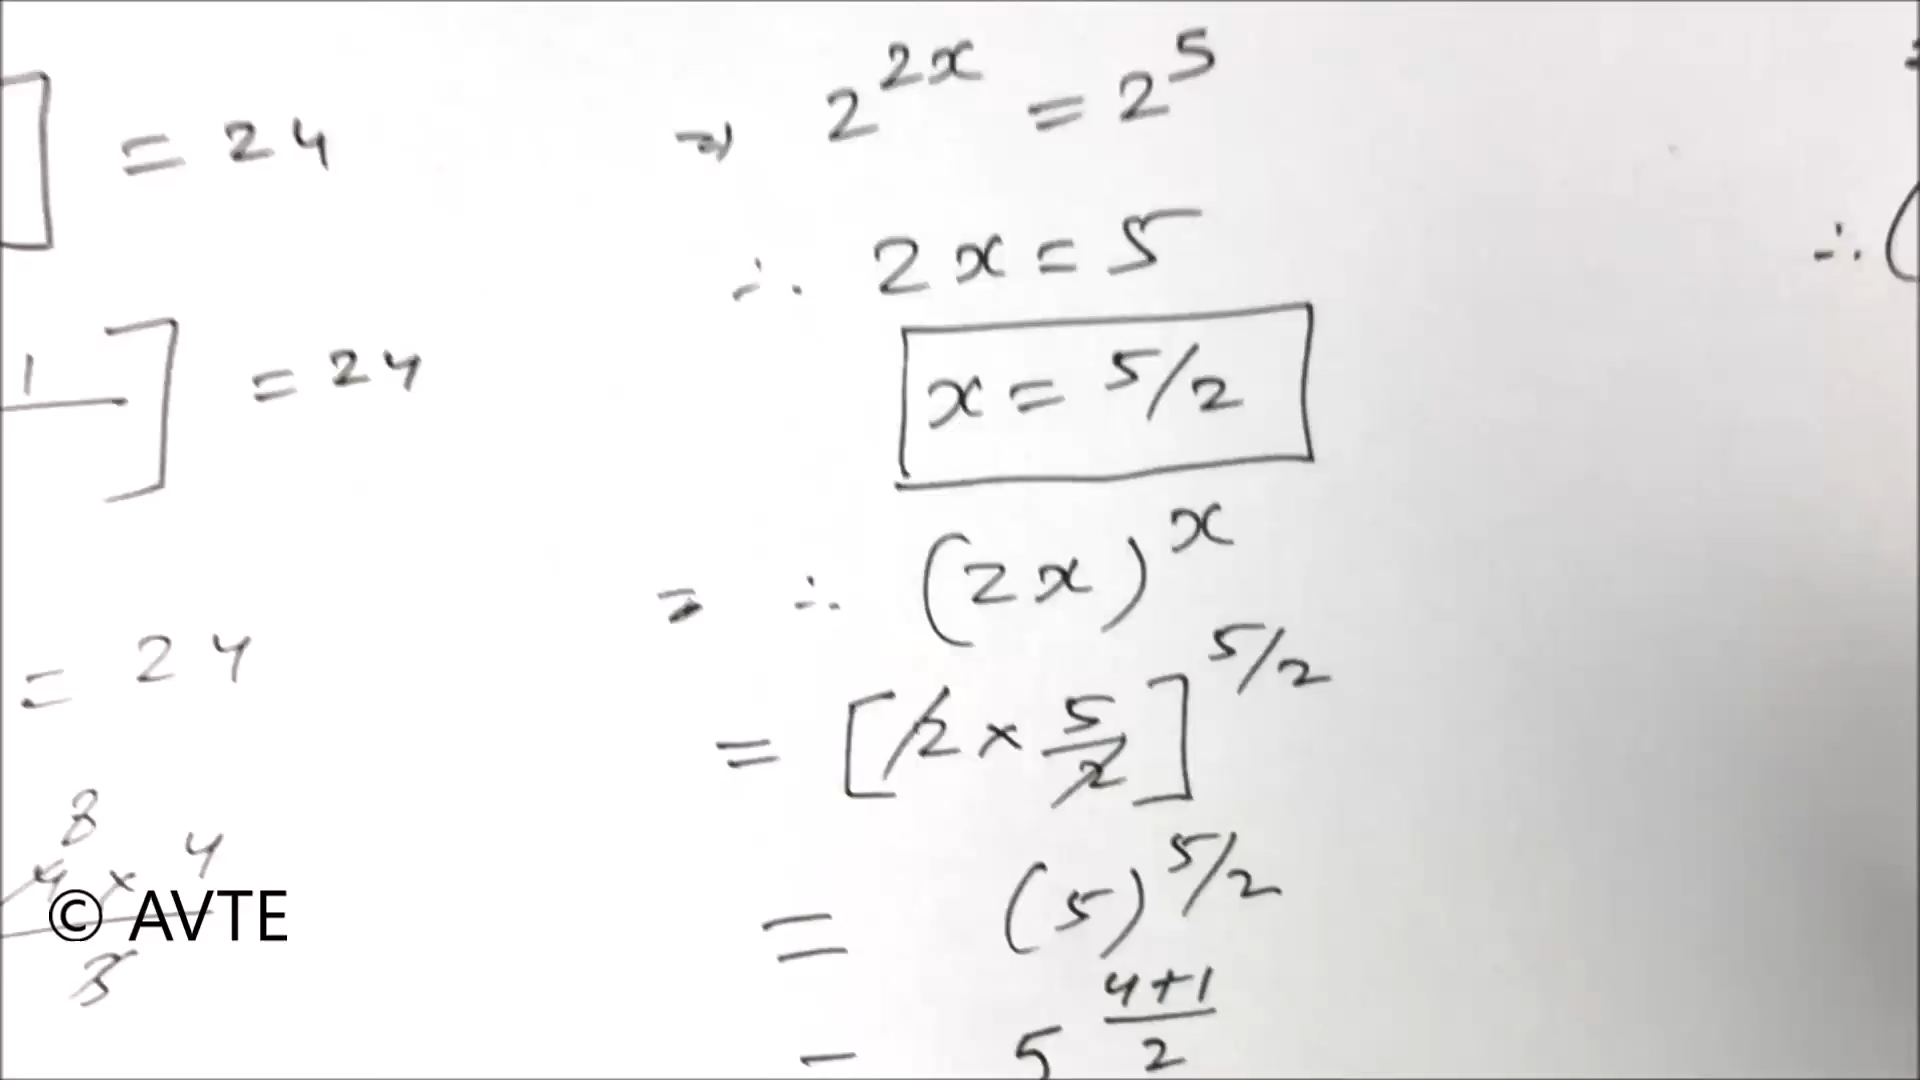 ] = 24
1 ] = 24
= 24
8
4 × 4
3
© AVTE
⇒ 2^{2x} = 2^5
∴ 2x = 5
x = 5/2
= ∴ (2x)^x
= [2 × 5/2]^{5/2}
= (5)^{5/2}
= 5^{(4+1)/2}
∴ (